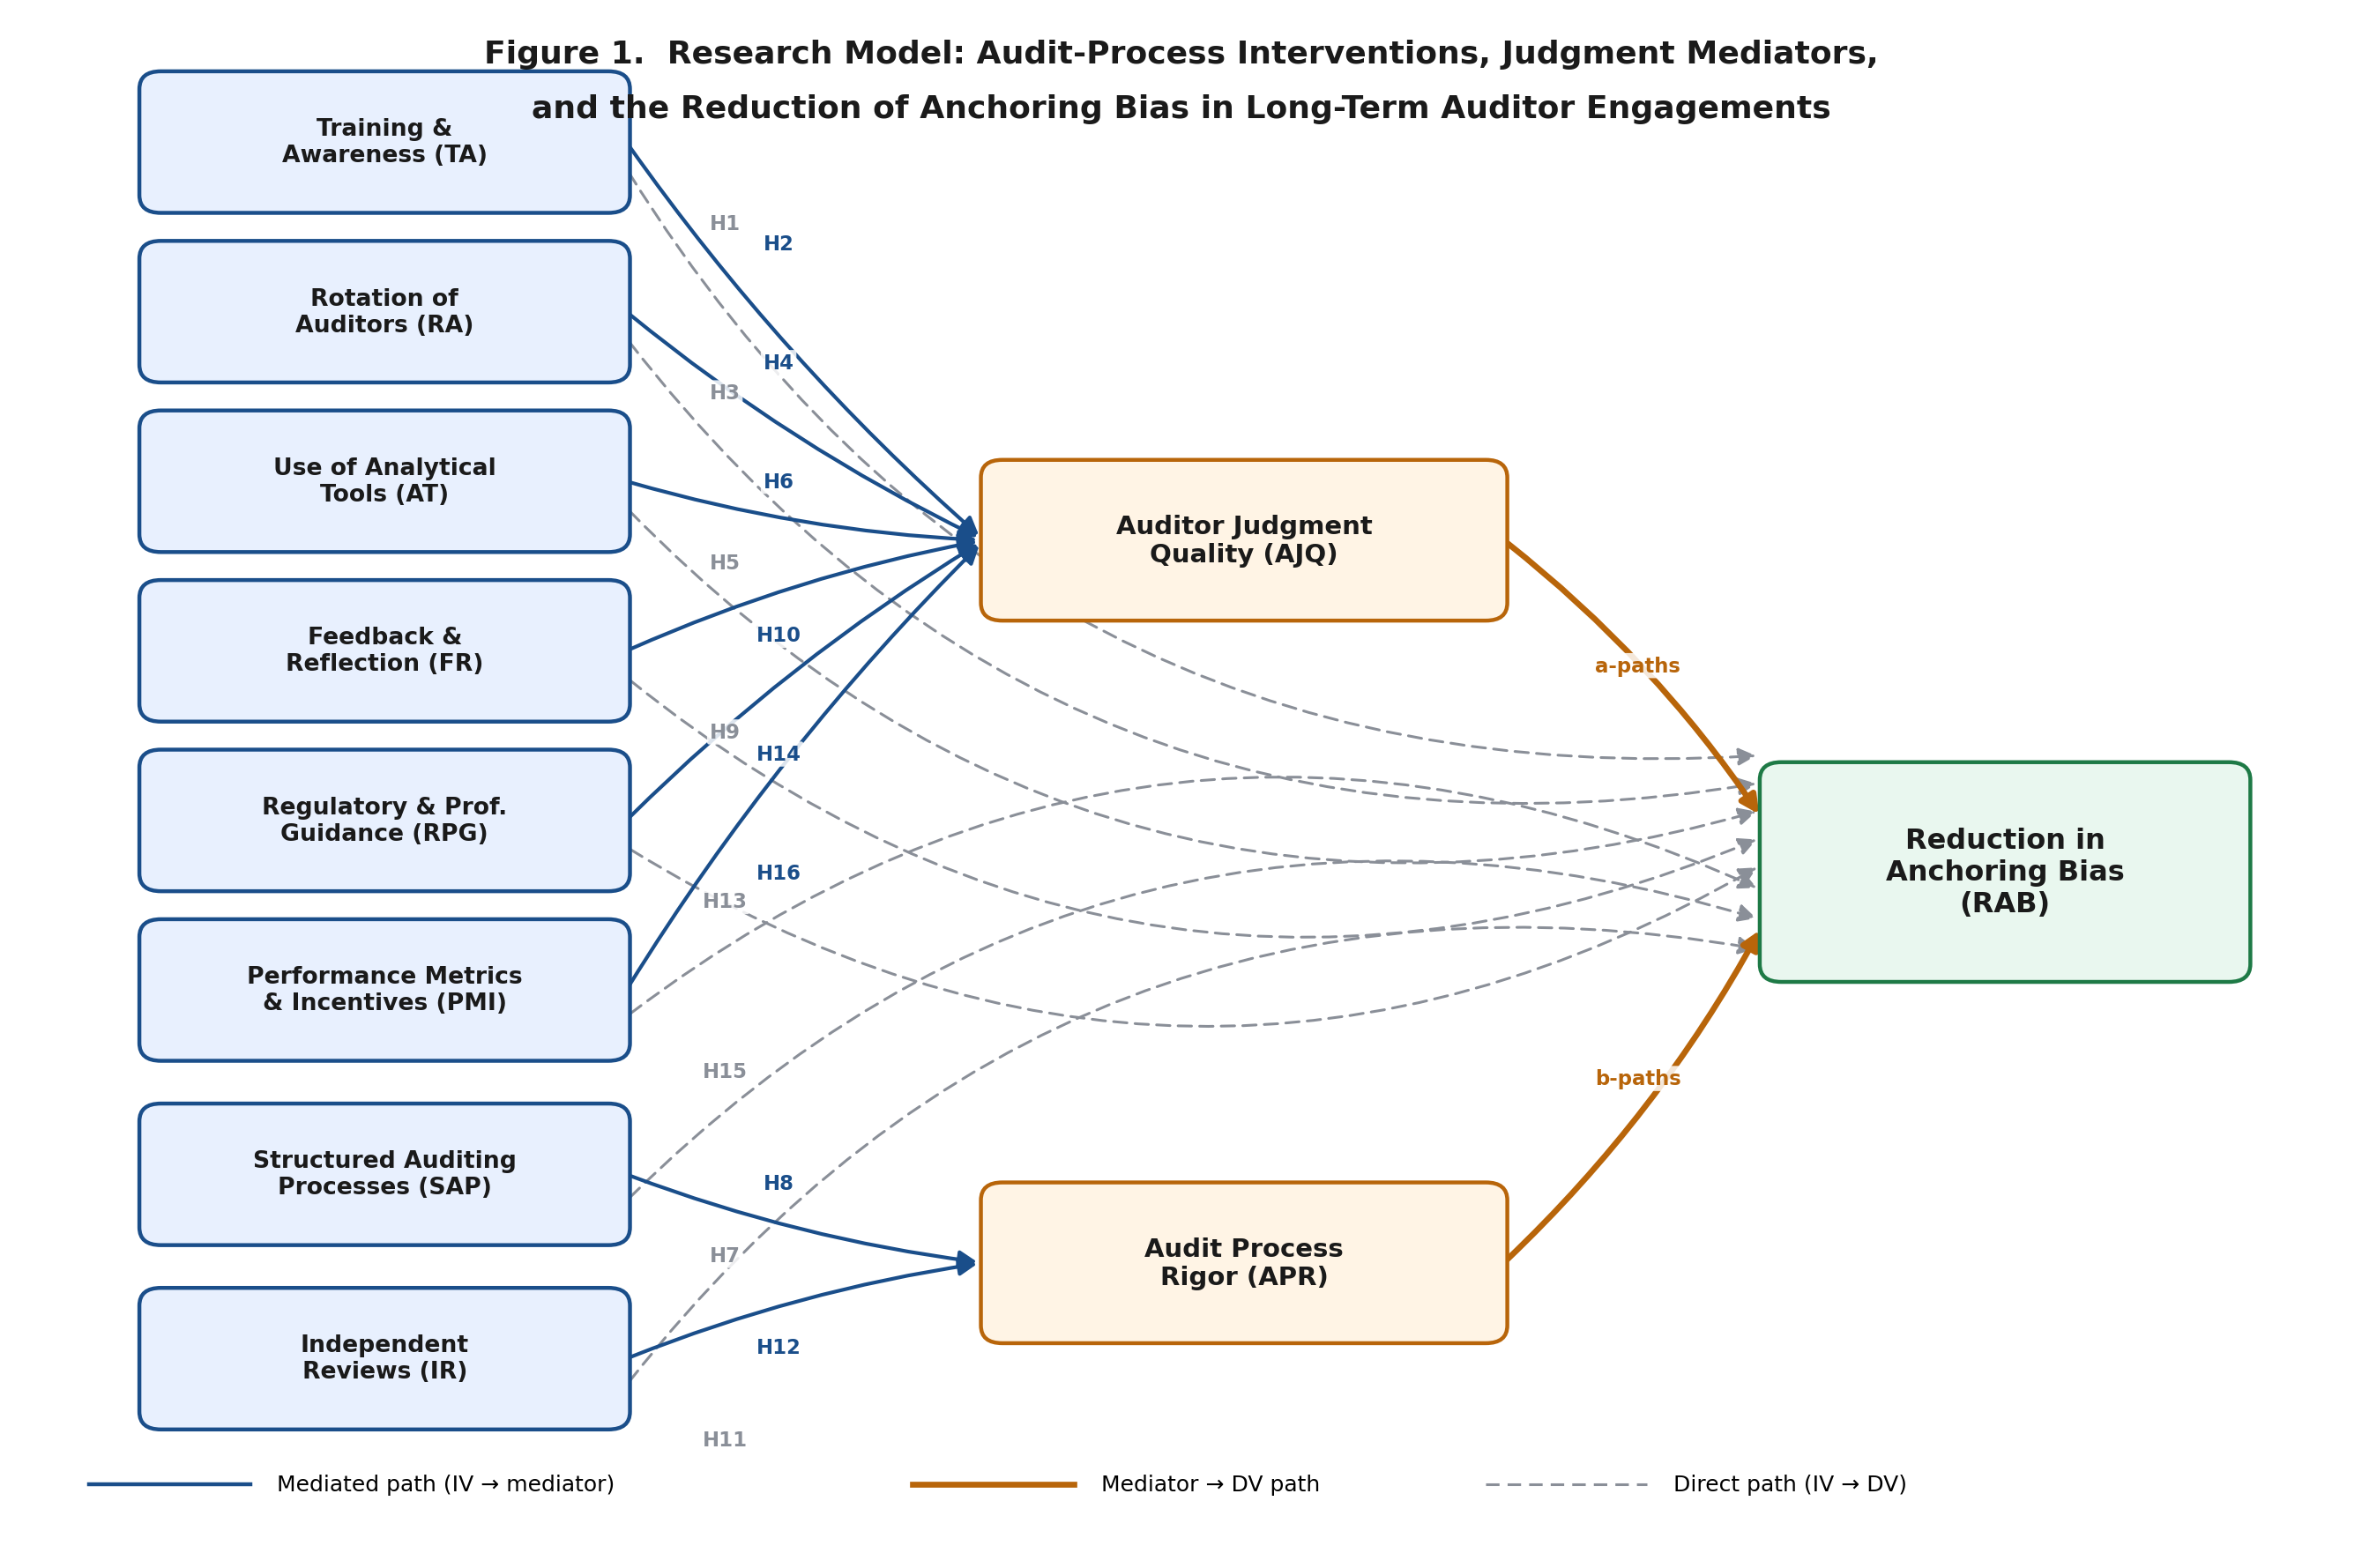 Figure 1.  Research Model: Audit-Process Interventions, Judgment Mediators,
and the Reduction of Anchoring Bias in Long-Term Auditor Engagements
Training &
Awareness (TA)
Rotation of
Auditors (RA)
Use of Analytical
Tools (AT)
Feedback &
Reflection (FR)
Regulatory & Prof.
Guidance (RPG)
Performance Metrics
& Incentives (PMI)
Structured Auditing
Processes (SAP)
Independent
Reviews (IR)
H1
H2
H4
H3
H6
H5
H10
H9
H14
H16
H13
H15
H8
H7
H12
H11
Auditor Judgment
Quality (AJQ)
Audit Process
Rigor (APR)
a-paths
b-paths
Reduction in
Anchoring Bias
(RAB)
Mediated path (IV → mediator)
Mediator → DV path
Direct path (IV → DV)